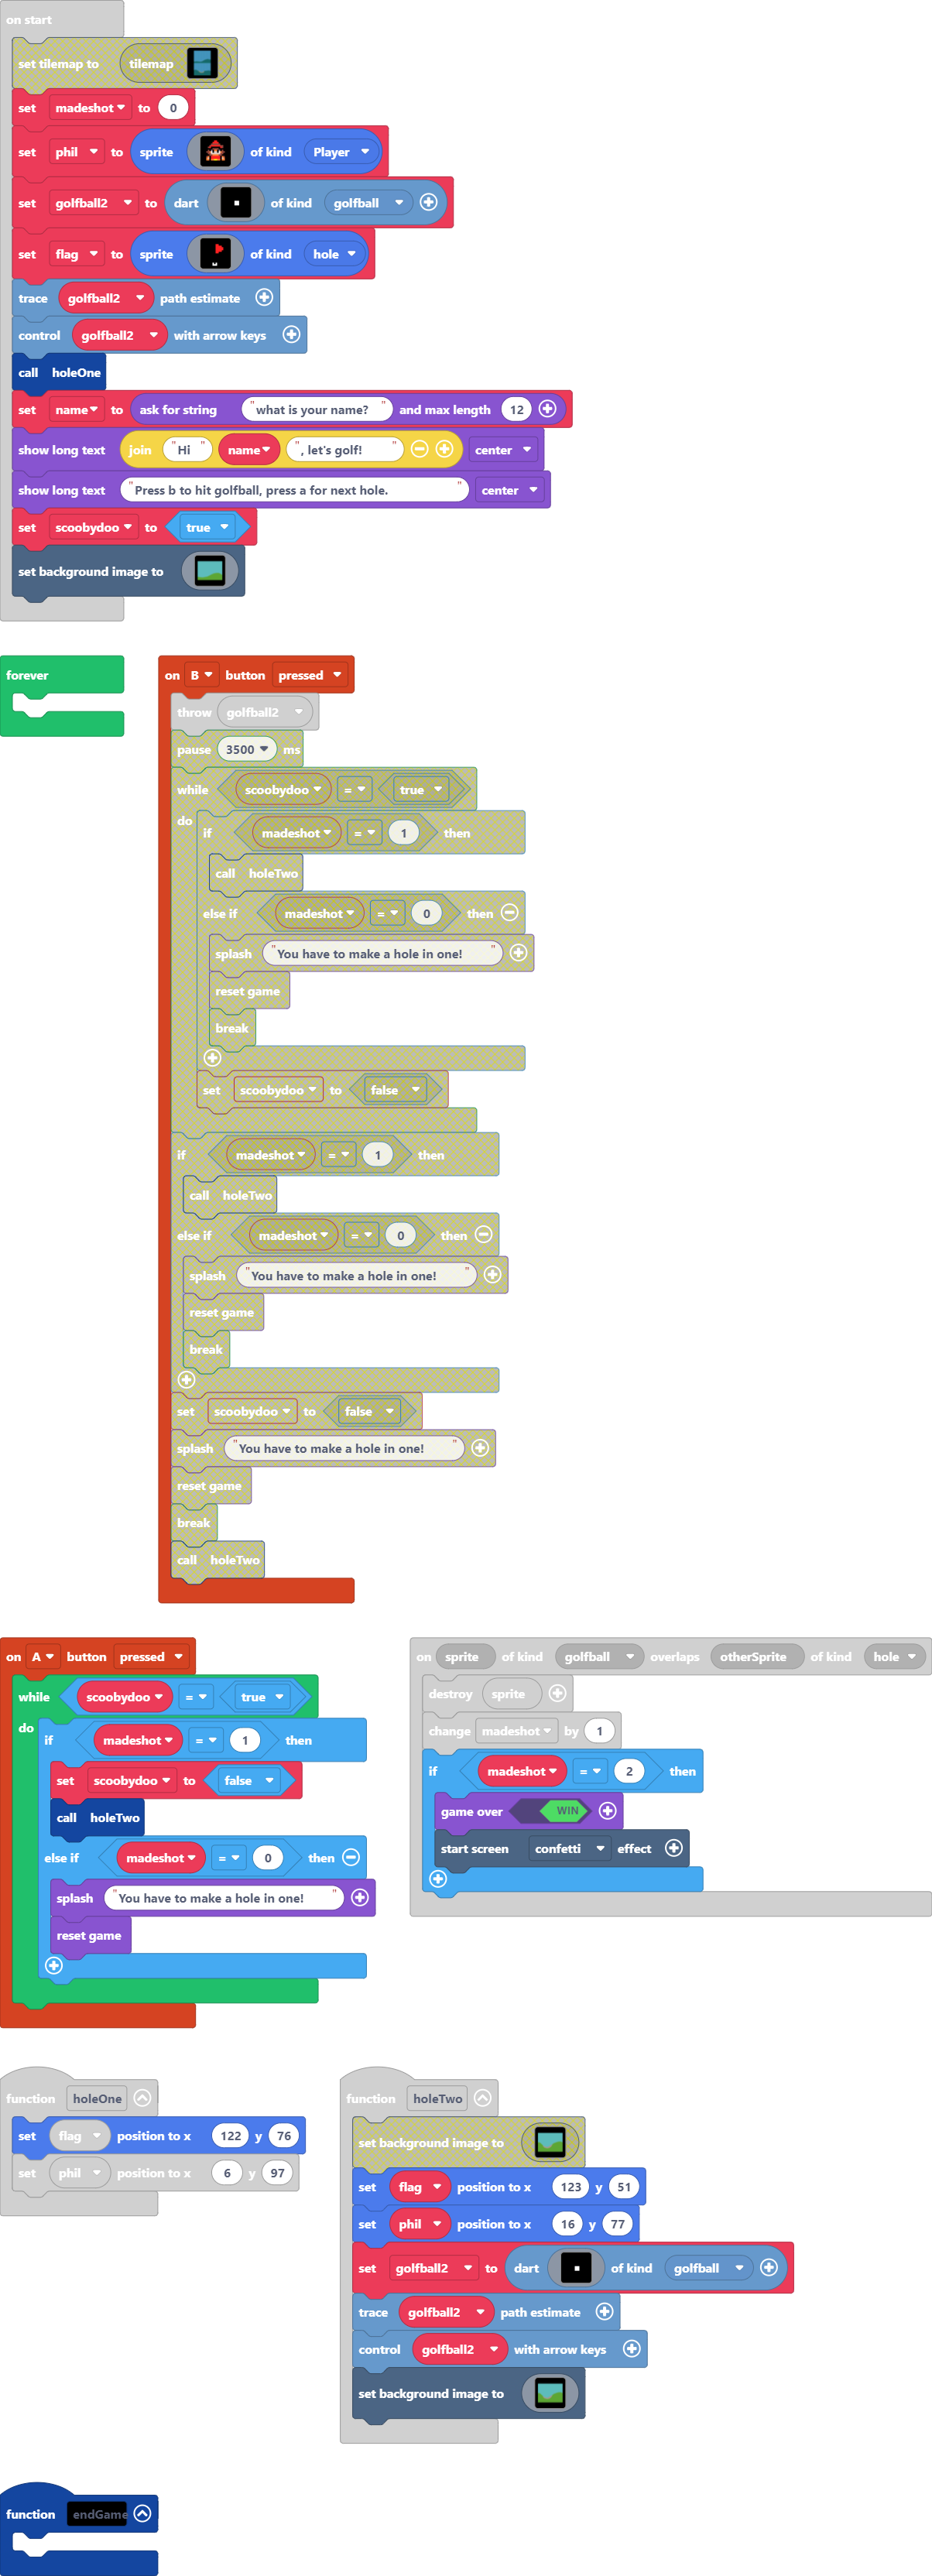 on start
set tilemap to tilemap
set madeshot to 0
set phil to sprite of kind Player
set golfball2 to dart of kind golfball
set flag to sprite of kind hole
trace golfball2 path estimate
control golfball2 with arrow keys
call holeOne
set name to ask for string "what is your name? " and max length 12
show long text join "Hi " name ", let's golf! " center
show long text "Press b to hit golfball, press a for next hole. " center
set scoobydoo to true
set background image to
forever
on B button pressed
throw golfball2
pause 3500 ms
while scoobydoo = true
do if madeshot = 1 then
call holeTwo
else if madeshot = 0 then
splash "You have to make a hole in one! "
reset game
break
set scoobydoo to false
if madeshot = 1 then
call holeTwo
else if madeshot = 0 then
splash "You have to make a hole in one! "
reset game
break
set scoobydoo to false
splash "You have to make a hole in one! "
reset game
break
call holeTwo
on A button pressed
while scoobydoo = true
do if madeshot = 1 then
set scoobydoo to false
call holeTwo
else if madeshot = 0 then
splash "You have to make a hole in one! "
reset game
on sprite of kind golfball overlaps otherSprite of kind hole
destroy sprite
change madeshot by 1
if madeshot = 2 then
game over WIN
start screen confetti effect
function holeOne
set flag position to x 122 y 76
set phil position to x 6 y 97
function holeTwo
set background image to
set flag position to x 123 y 51
set phil position to x 16 y 77
set golfball2 to dart of kind golfball
trace golfball2 path estimate
control golfball2 with arrow keys
set background image to
function endGame